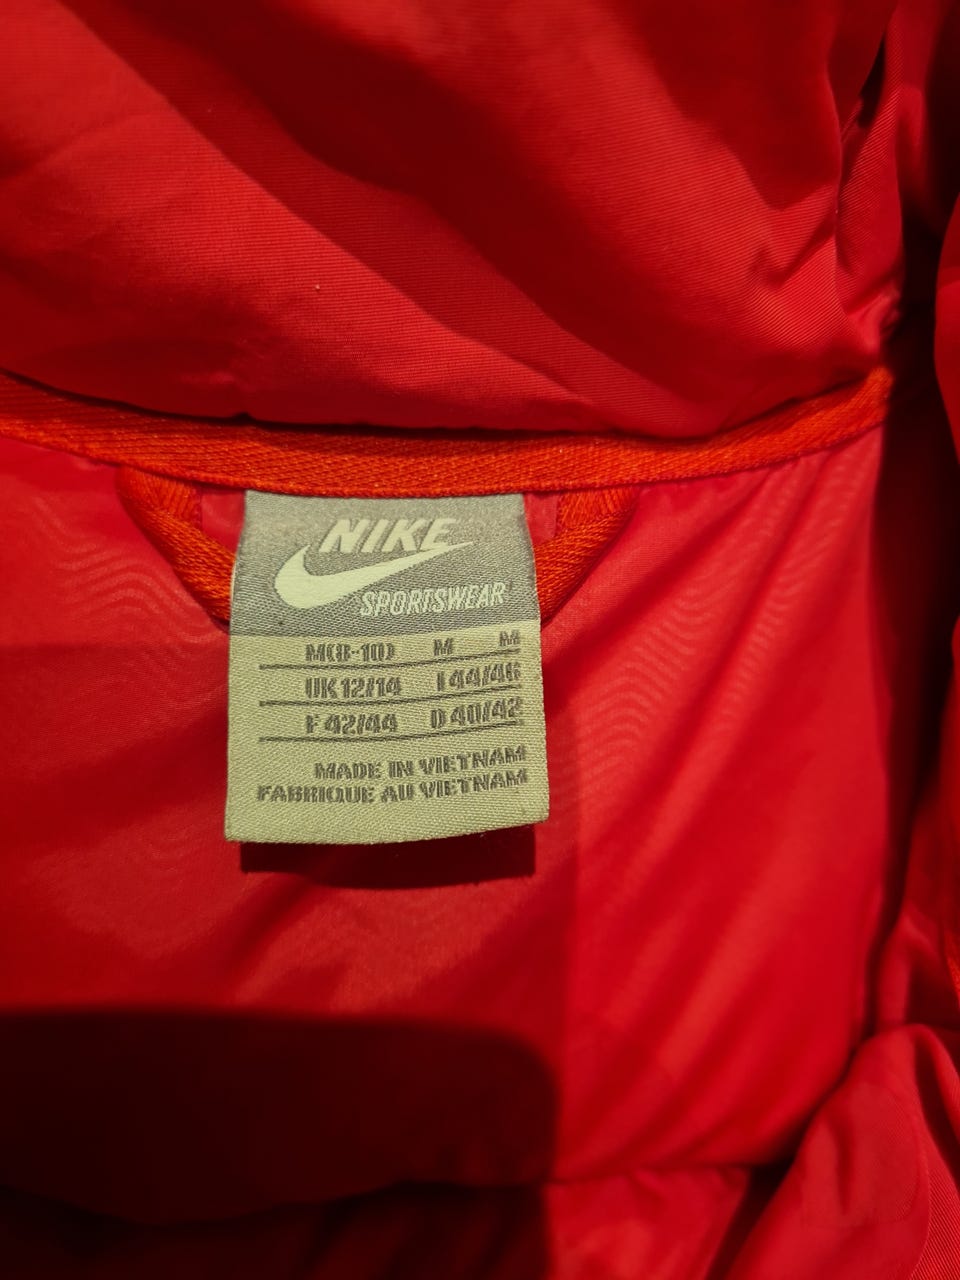 NIKE
SPORTSWEAR
M(8-10) M M
UK 12/14 I 44/46
F 42/44 D 40/42
MADE IN VIETNAM
FABRIQUE AU VIETNAM